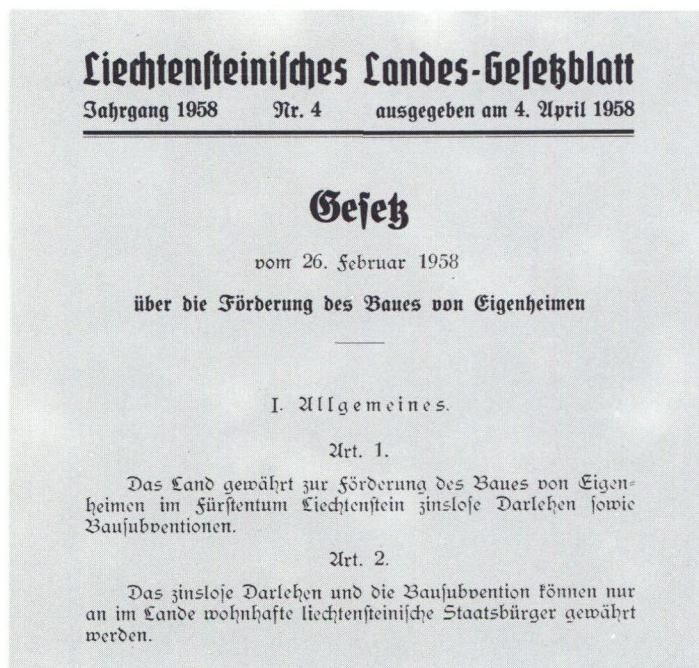 Liechtensteinisches Landes-Gesetzblatt
Jahrgang 1958 Nr. 4 ausgegeben am 4. April 1958
Gesetz
vom 26. Februar 1958
über die Förderung des Baues von Eigenheimen
I. Allgemeines.
Art. 1.
Das Land gewährt zur Förderung des Baues von Eigen-
heimen im Fürstentum Liechtenstein zinslose Darlehen sowie
Bausubventionen.
Art. 2.
Das zinslose Darlehen und die Bausubvention können nur
an im Lande wohnhafte liechtensteinische Staatsbürger gewährt
werden.